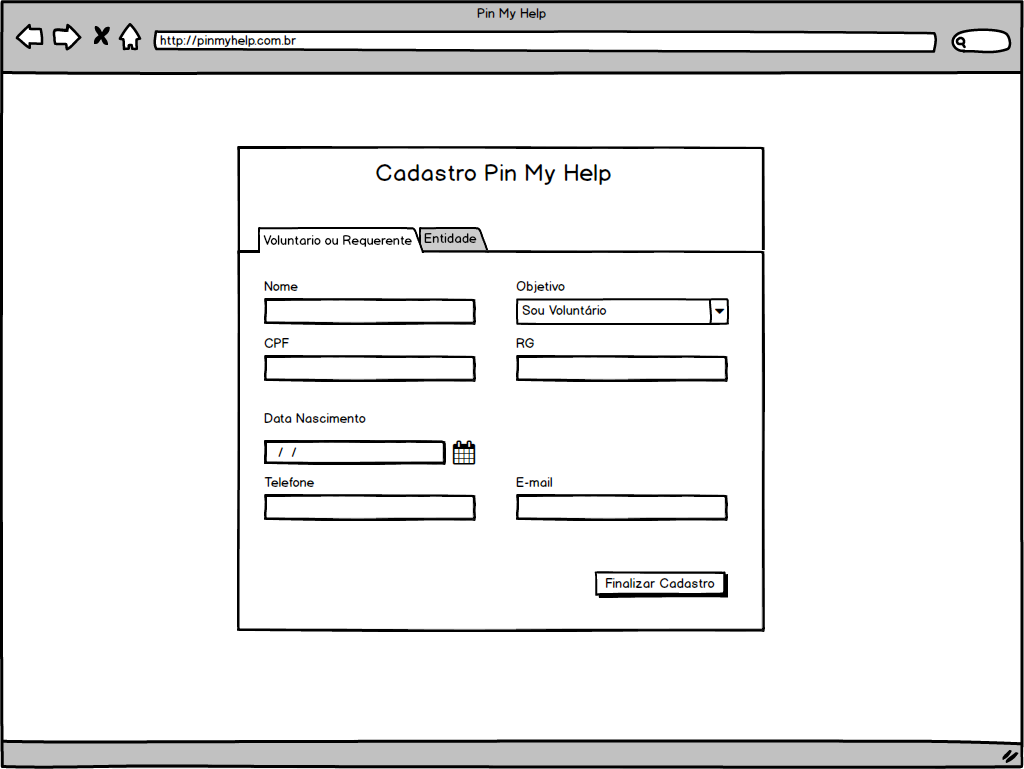 Pin My Help
http://pinmyhelp.com.br
Cadastro Pin My Help
Voluntario ou Requerente Entidade
Nome Objetivo
Sou Voluntário
CPF RG
Data Nascimento
/ /
Telefone E-mail
Finalizar Cadastro